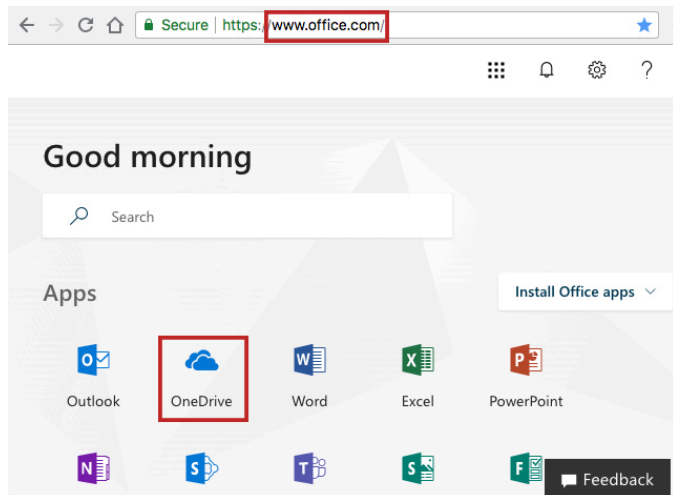 Secure | https://www.office.com/
?
Good morning
Search
Apps
Install Office apps
O
W
X
P
Outlook
OneDrive
Word
Excel
PowerPoint
N
S
T
S
F
Feedback